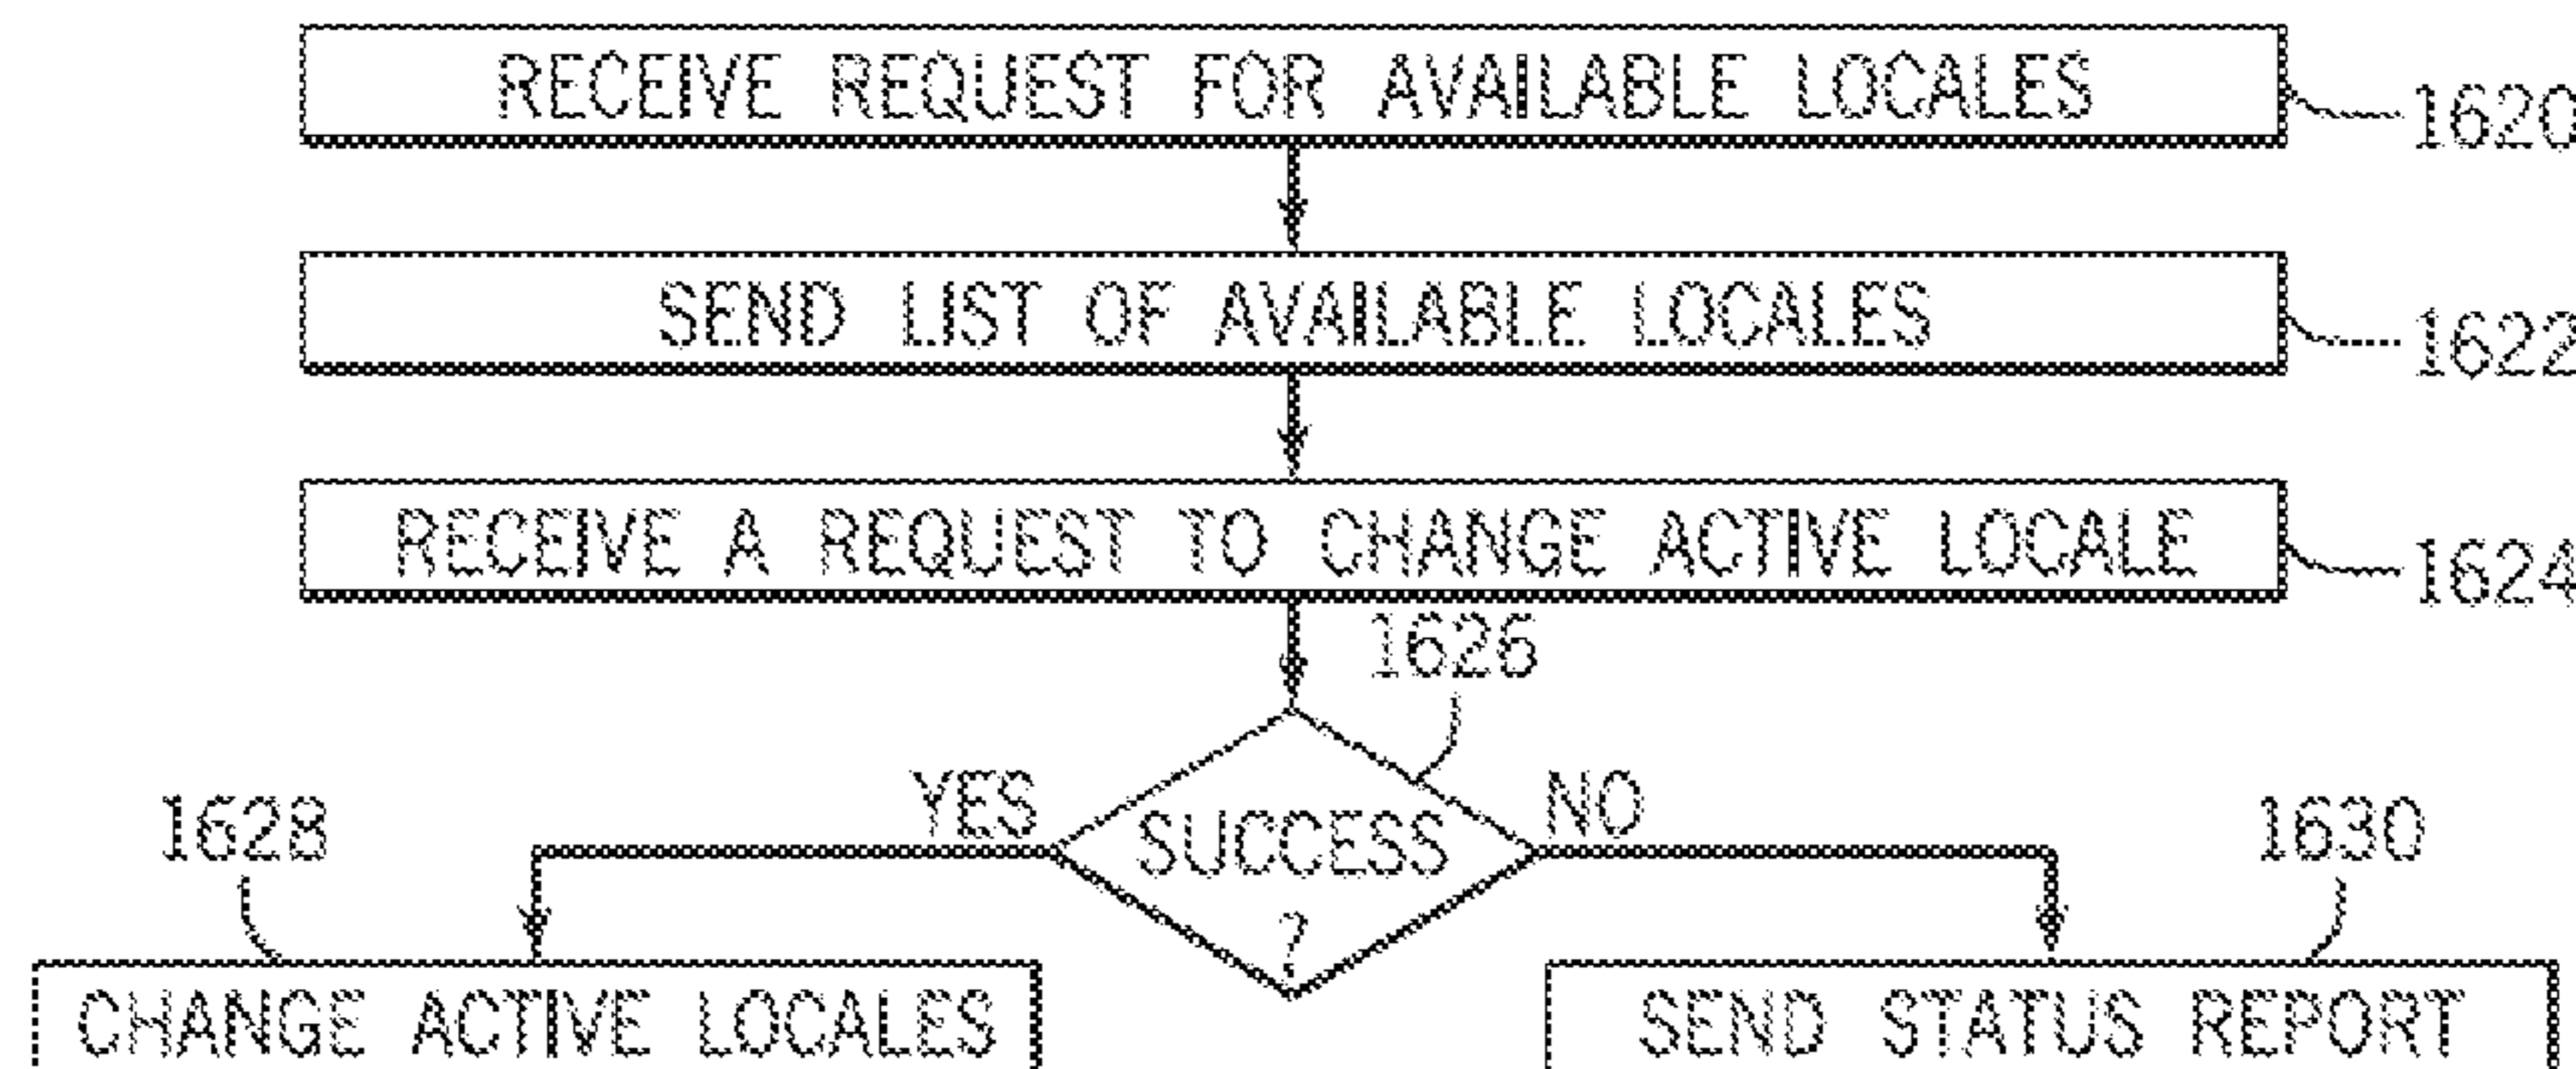 RECEIVE REQUEST FOR AVAILABLE LOCALES
1620
SEND LIST OF AVAILABLE LOCALES
1622
RECEIVE A REQUEST TO CHANGE ACTIVE LOCALE
1624
1626
YES
SUCCESS
?
NO
1628
1630
CHANGE ACTIVE LOCALES
SEND STATUS REPORT